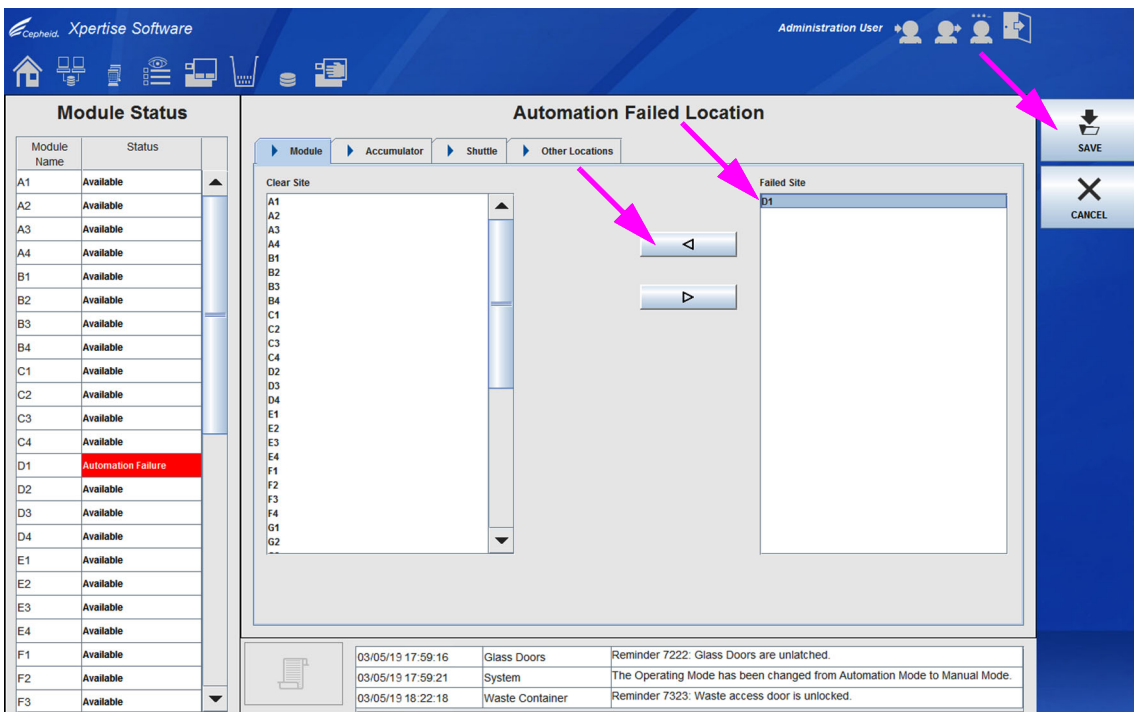 Cepheid. Xpertise Software
Administration User
Module Status
Module Name Status
A1 Available
A2 Available
A3 Available
A4 Available
B1 Available
B2 Available
B3 Available
B4 Available
C1 Available
C2 Available
C3 Available
C4 Available
D1 Automation Failure
D2 Available
D3 Available
D4 Available
E1 Available
E2 Available
E3 Available
E4 Available
F1 Available
F2 Available
F3 Available
Automation Failed Location
Module Accumulator Shuttle Other Locations
Clear Site
A1
A2
A3
A4
B1
B2
B3
B4
C1
C2
C3
C4
D2
D3
D4
E1
E2
E3
E4
F1
F2
F3
F4
G1
G2
Failed Site
D1
03/05/19 17:59:16 Glass Doors Reminder 7222: Glass Doors are unlatched.
03/05/19 17:59:21 System The Operating Mode has been changed from Automation Mode to Manual Mode.
03/05/19 18:22:18 Waste Container Reminder 7323: Waste access door is unlocked.
SAVE
CANCEL